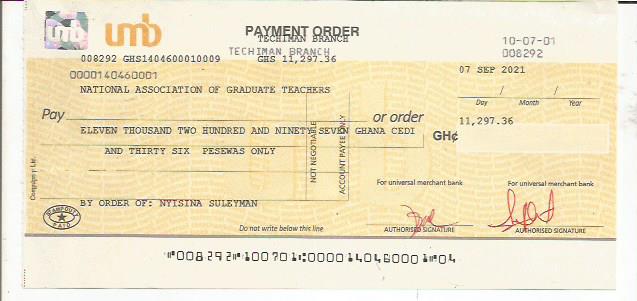 umb
umb
PAYMENT ORDER
TECHIMAN BRANCH
TECHIMAN BRANCH
10-07-01
008292
008292 GHS1404600010009 GHS 11,297.36
0000140460001
07 SEP 2021
NATIONAL ASSOCIATION OF GRADUATE TEACHERS
Day / Month / Year
Pay or order
ELEVEN THOUSAND TWO HUNDRED AND NINETY SEVEN GHANA CEDI
GH¢ 11,297.36
AND THIRTY SIX PESEWAS ONLY
NOT NEGOTIABLE
ACCOUNT PAYEE ONLY
For universal merchant bank
For universal merchant bank
BY ORDER OF: NYISINA SULEYMAN
Do not write below this line
AUTHORISED SIGNATURE
AUTHORISED SIGNATURE
008292 100701 0000140460001 04